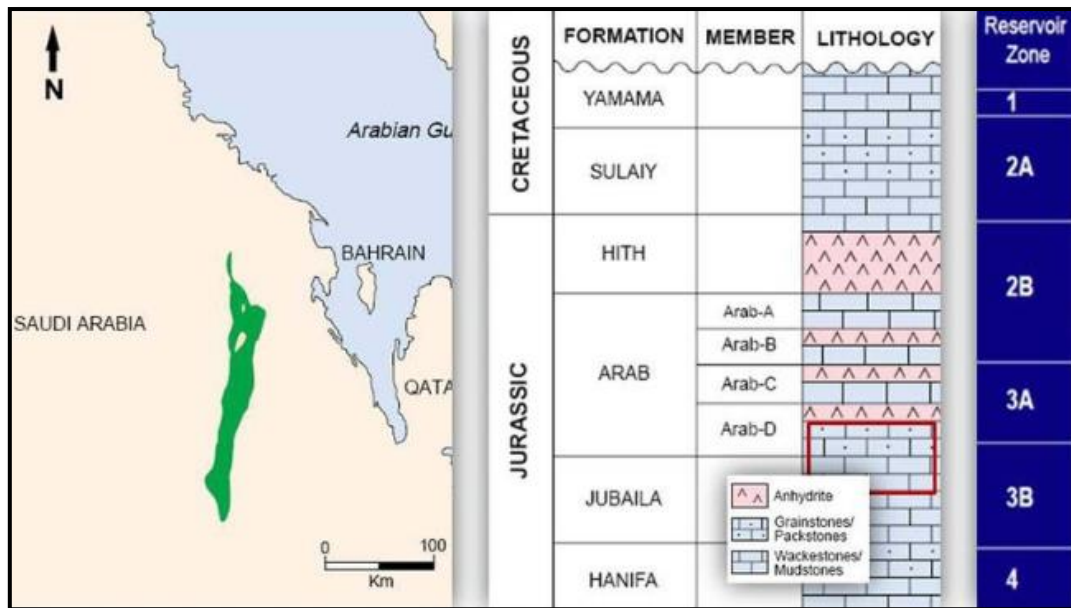 N
Arabian Gu
BAHRAIN
SAUDI ARABIA
QATA
0 100
Km
CRETACEOUS
JURASSIC
FORMATION MEMBER LITHOLOGY
YAMAMA
SULAIY
HITH
ARAB
JUBAILA
HANIFA
Arab-A
Arab-B
Arab-C
Arab-D
Anhydrite
Grainstones/
Packstones
Wackestones/
Mudstones
Reservoir
Zone
1
2A
2B
3A
3B
4